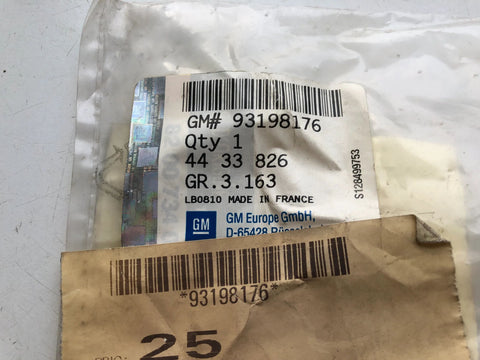 GM# 93198176
Qty 1
44 33 826
GR.3.163
LB0810 MADE IN FRANCE
S128499753
GM
GM Europe GmbH,
D-65428
*93198176*
25